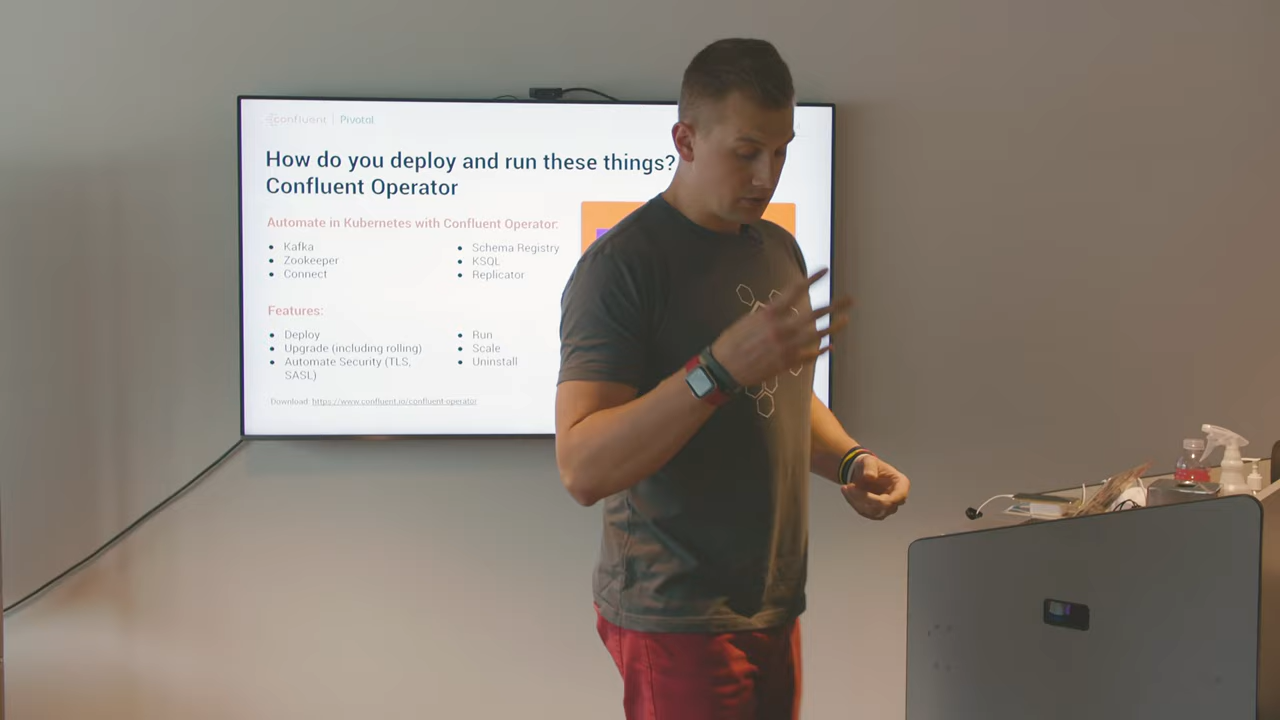 confluent | Pivotal
How do you deploy and run these things?
Confluent Operator
Automate in Kubernetes with Confluent Operator:
• Kafka
• Zookeeper
• Connect
• Schema Registry
• KSQL
• Replicator
Features:
• Deploy
• Upgrade (including rolling)
• Automate Security (TLS,
SASL)
• Run
• Scale
• Uninstall
Download: https://www.confluent.io/confluent-operator